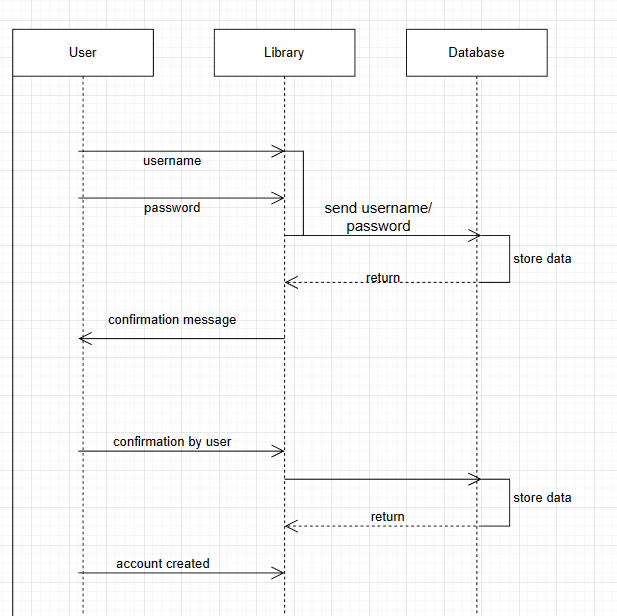 User
Library
Database
username
password
send username/
password
store data
return
confirmation message
confirmation by user
store data
return
account created